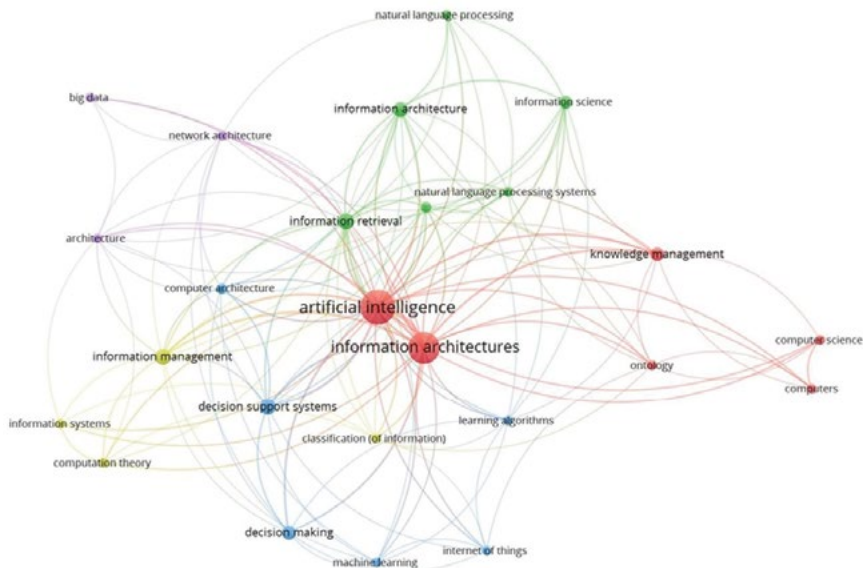 natural language processing
big data
information science
information architecture
network architecture
natural language processing systems
information retrieval
architecture
knowledge management
computer architecture
artificial intelligence
computer science
information architectures
information management
ontology
computers
decision support systems
learning algorithms
information systems
classification (of information)
computation theory
decision making
internet of things
machine learning